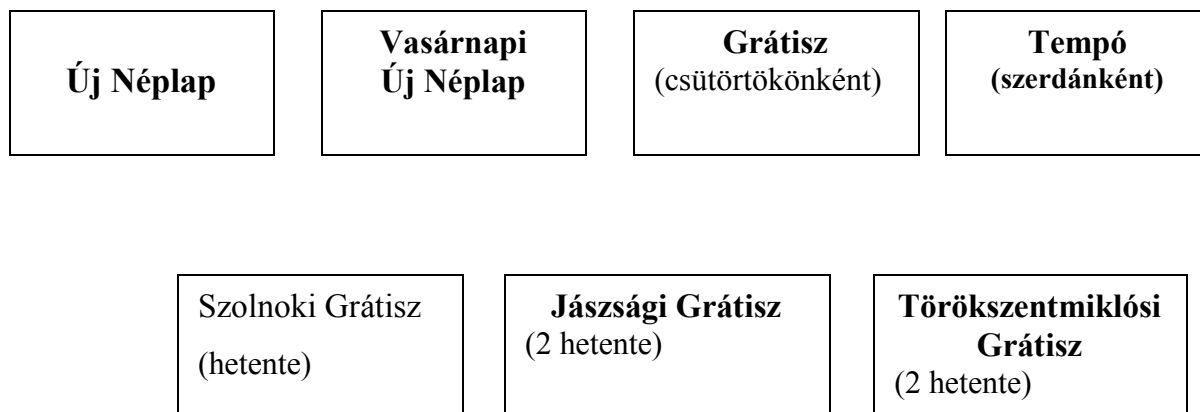 Új Néplap
Vasárnapi
Új Néplap
Grátisz
(csütörtökönként)
Tempó
(szerdánként)
Szolnoki Grátisz
(hetente)
Jászsági Grátisz
(2 hetente)
Törökszentmiklósi
Grátisz
(2 hetente)